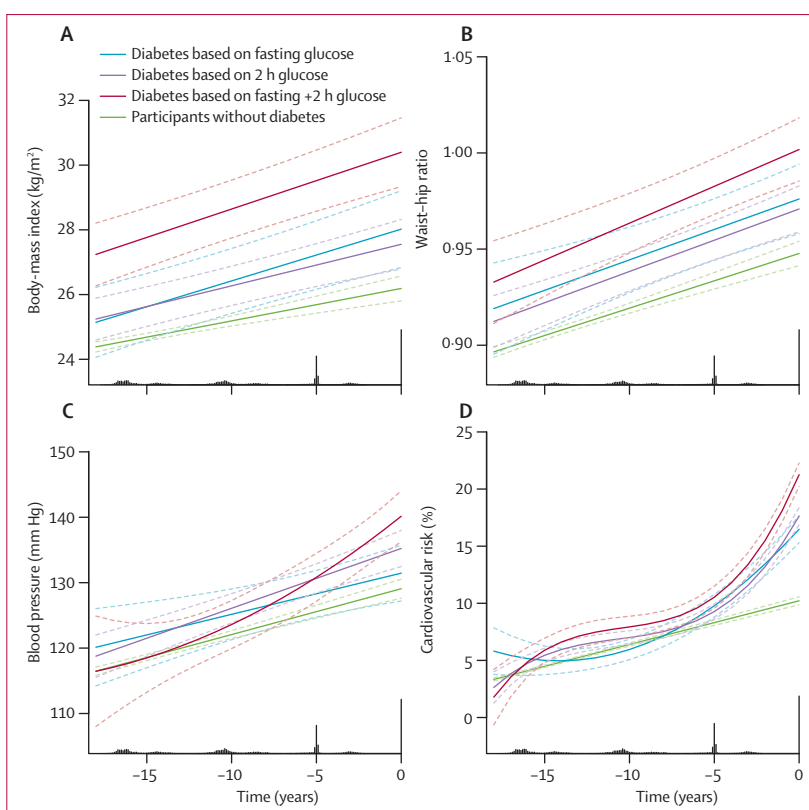 A
Diabetes based on fasting glucose
Diabetes based on 2 h glucose
Diabetes based on fasting +2 h glucose
Participants without diabetes
Body-mass index (kg/m²)
32
30
28
26
24
B
Waist–hip ratio
1·05
1·00
0·95
0·90
C
Blood pressure (mm Hg)
150
140
130
120
110
–15
–10
–5
0
Time (years)
D
Cardiovascular risk (%)
25
20
15
10
5
0
–15
–10
–5
0
Time (years)